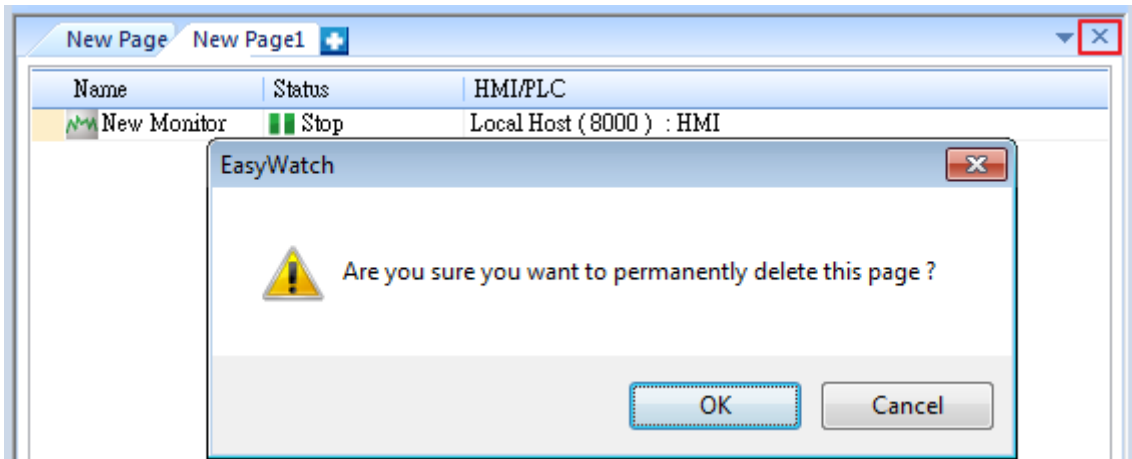 New Page New Page1
Name Status HMI/PLC
New Monitor Stop Local Host ( 8000 ) : HMI
EasyWatch
Are you sure you want to permanently delete this page ?
OK Cancel